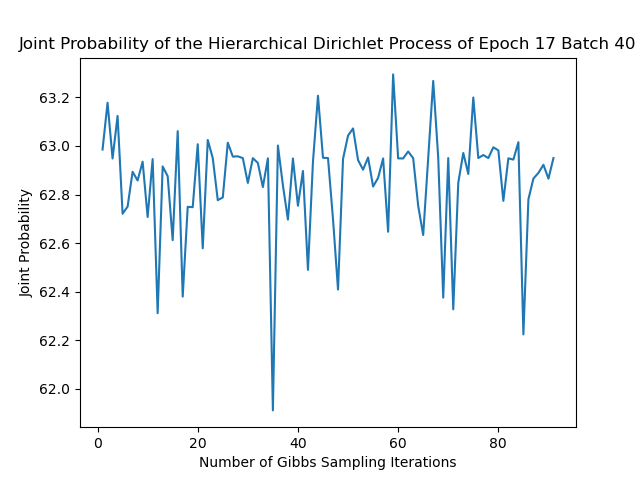 Joint Probability of the Hierarchical Dirichlet Process of Epoch 17 Batch 40
63.2
63.0
62.8
62.6
62.4
62.2
62.0
Joint Probability
0 20 40 60 80
Number of Gibbs Sampling Iterations